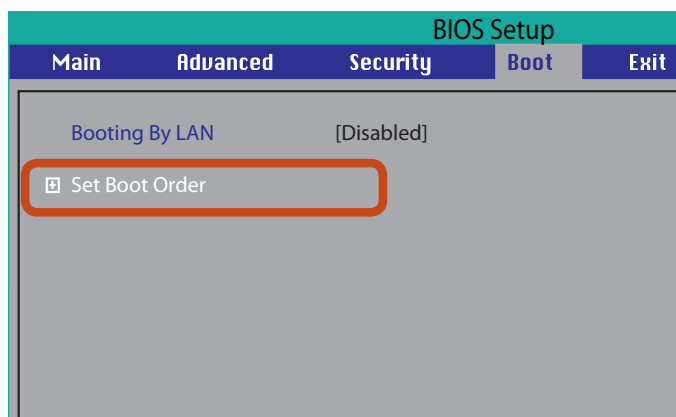 BIOS Setup
Main Advanced Security Boot Exit
Booting By LAN [Disabled]
Set Boot Order